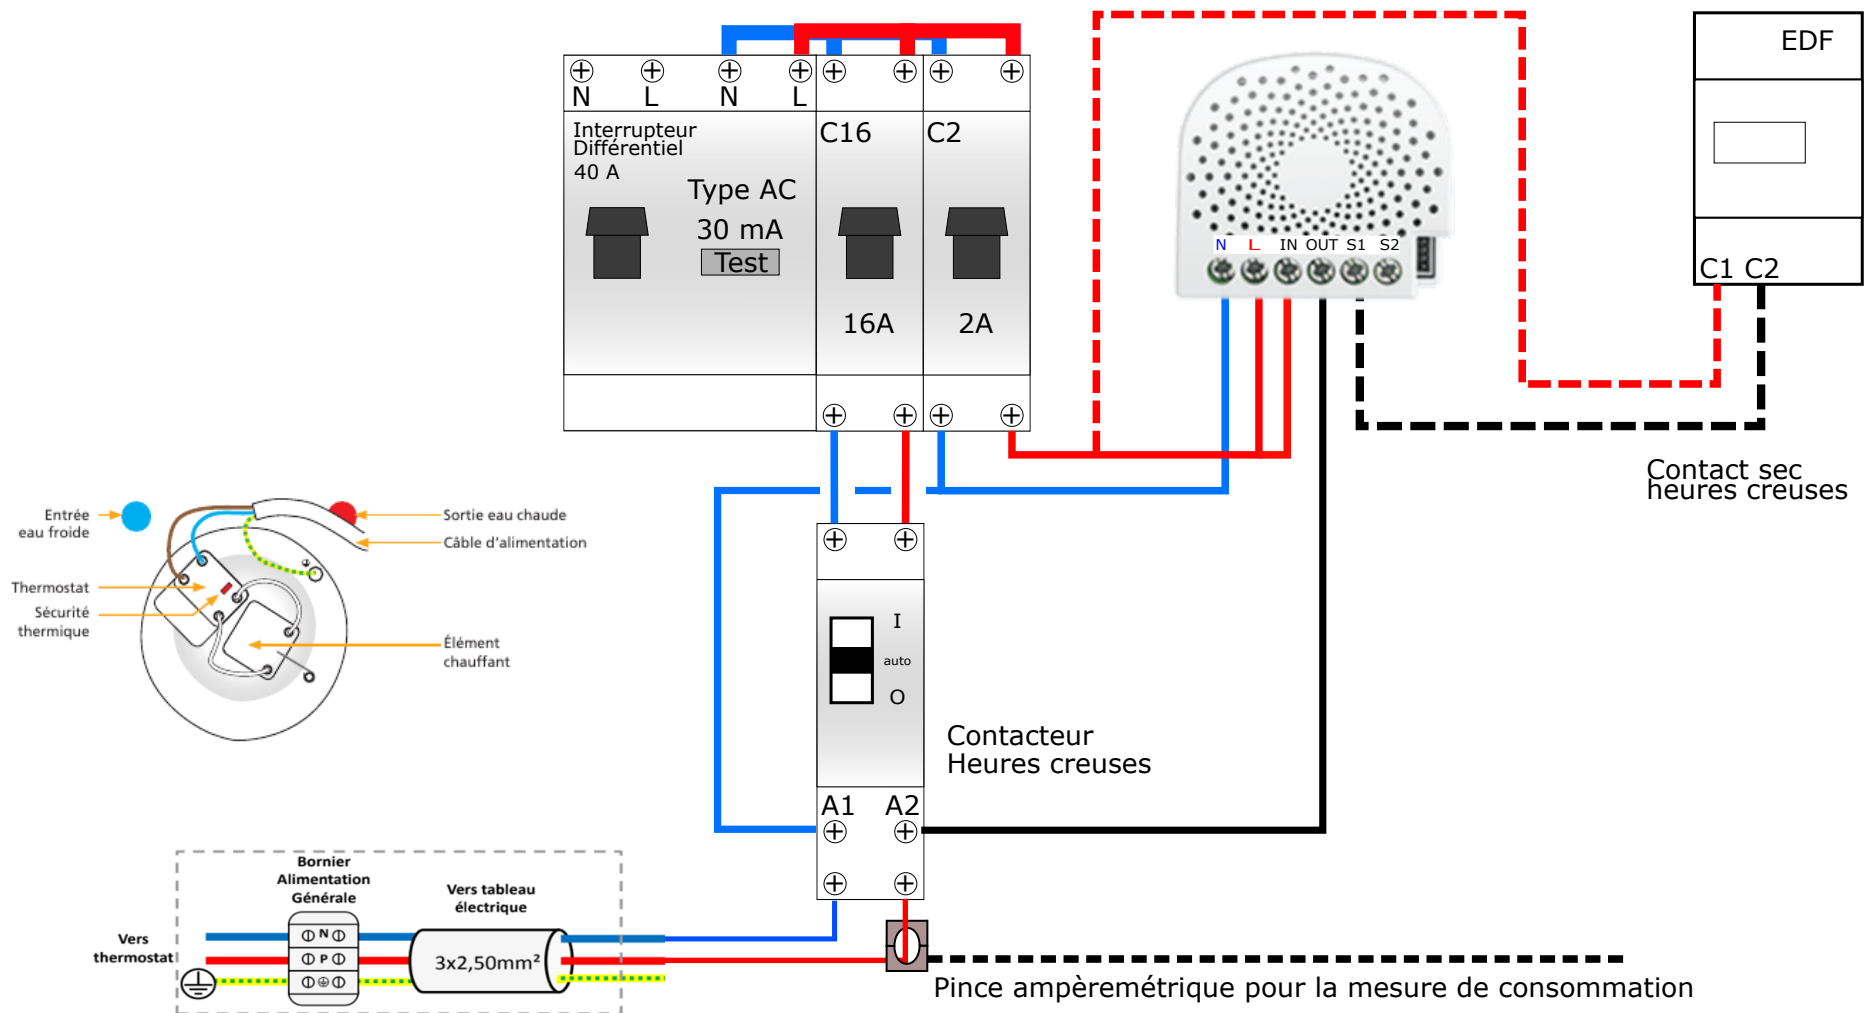 EDF
N
L
N
L
Interrupteur
Différentiel
40 A
Type AC
30 mA
Test
C16
C2
16A
2A
N L IN OUT S1 S2
C1 C2
Contact sec
heures creuses
Entrée
eau froide
Sortie eau chaude
Câble d'alimentation
Thermostat
Sécurité
thermique
Élément
chauffant
I
auto
O
Contacteur
Heures creuses
A1 A2
Bornier
Alimentation
Générale
Vers tableau
électrique
Vers
thermostat
N
P
3x2,50mm²
Pince ampèremétrique pour la mesure de consommation